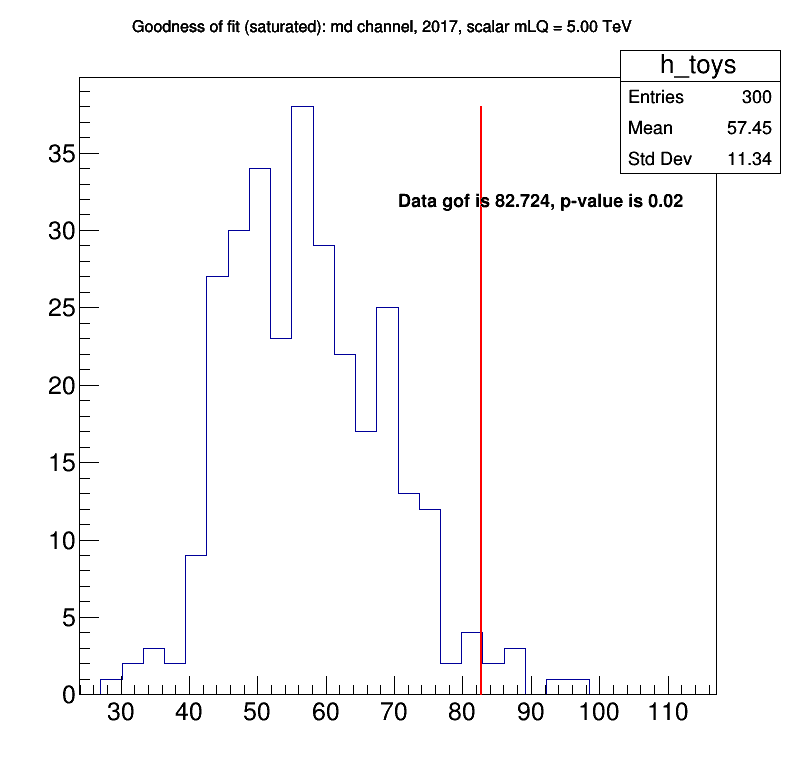 Goodness of fit (saturated): md channel, 2017, scalar mLQ = 5.00 TeV
h_toys
Entries 300
Mean 57.45
Std Dev 11.34
Data gof is 82.724, p-value is 0.02
35
30
25
20
15
10
5
0
30 40 50 60 70 80 90 100 110